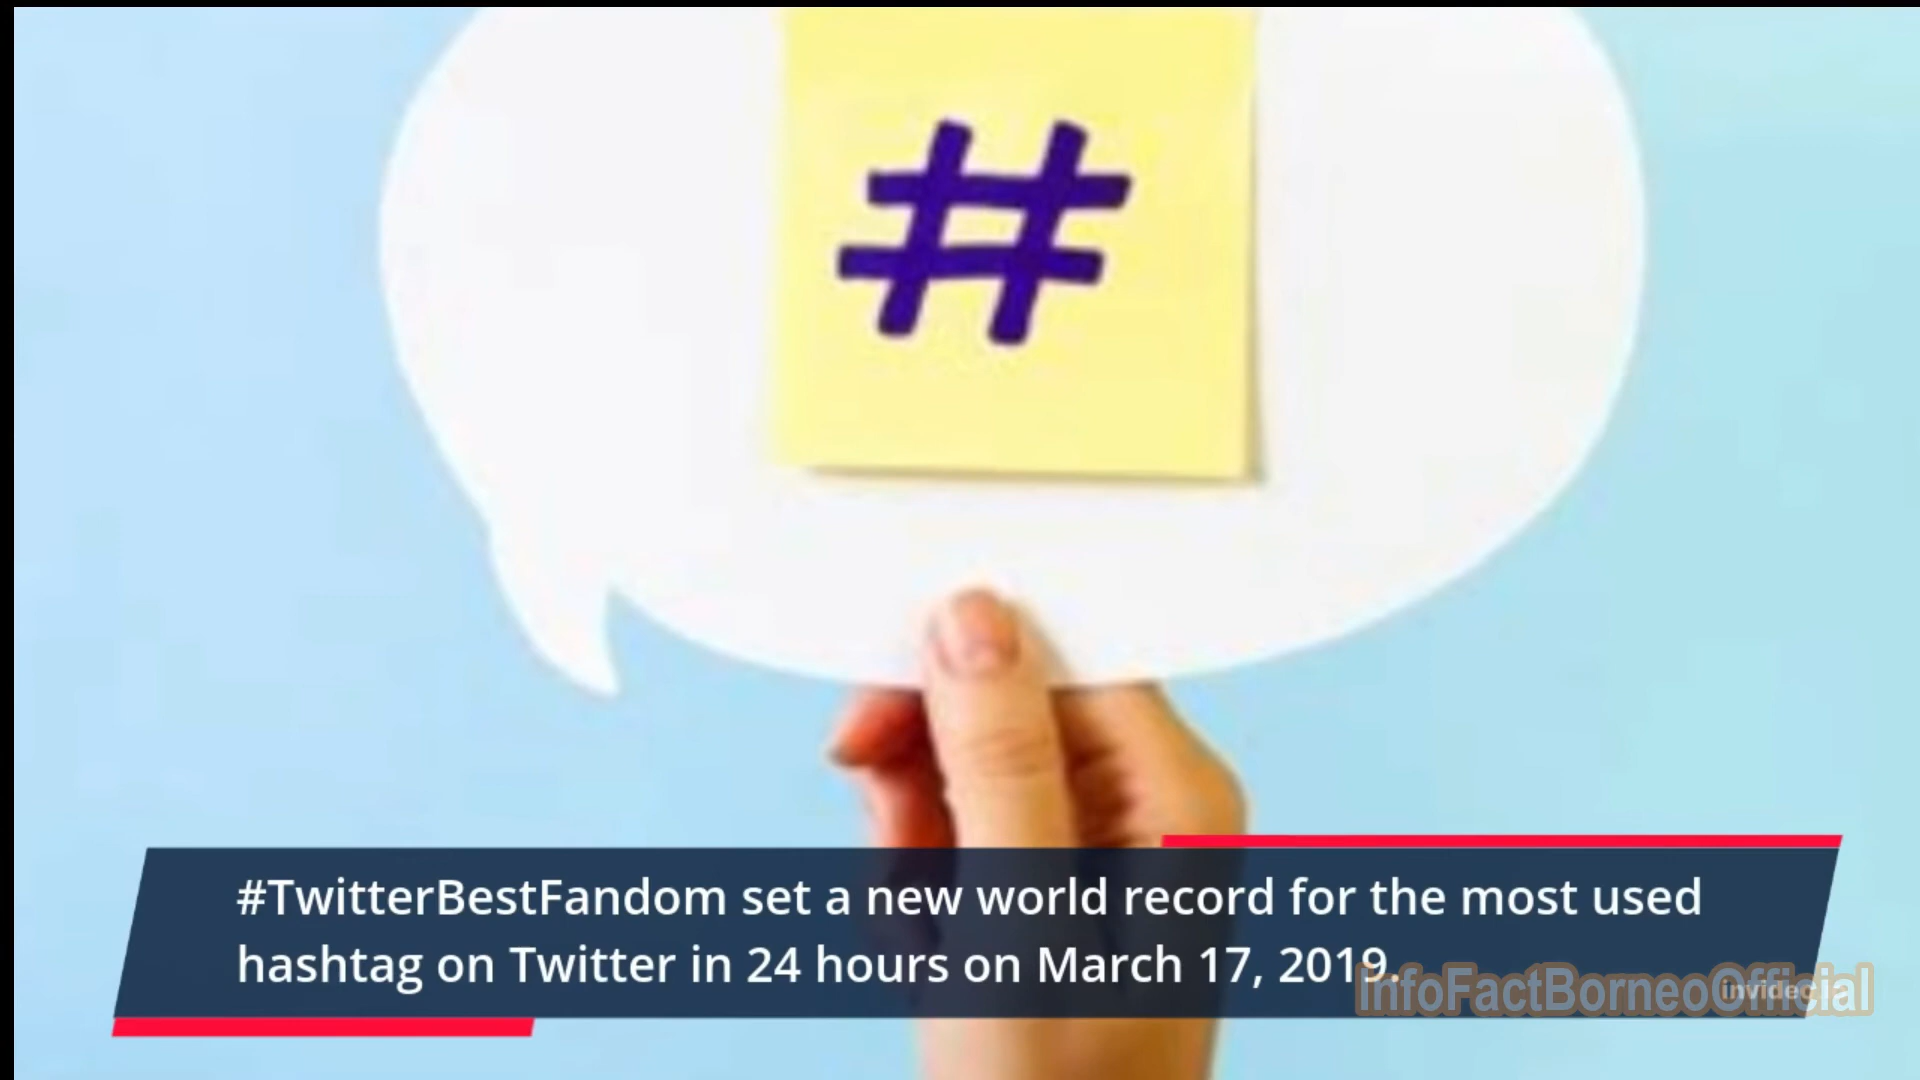 #
#TwitterBestFandom set a new world record for the most used
hashtag on Twitter in 24 hours on March 17, 2019.
InfoFactBorneoOfficial